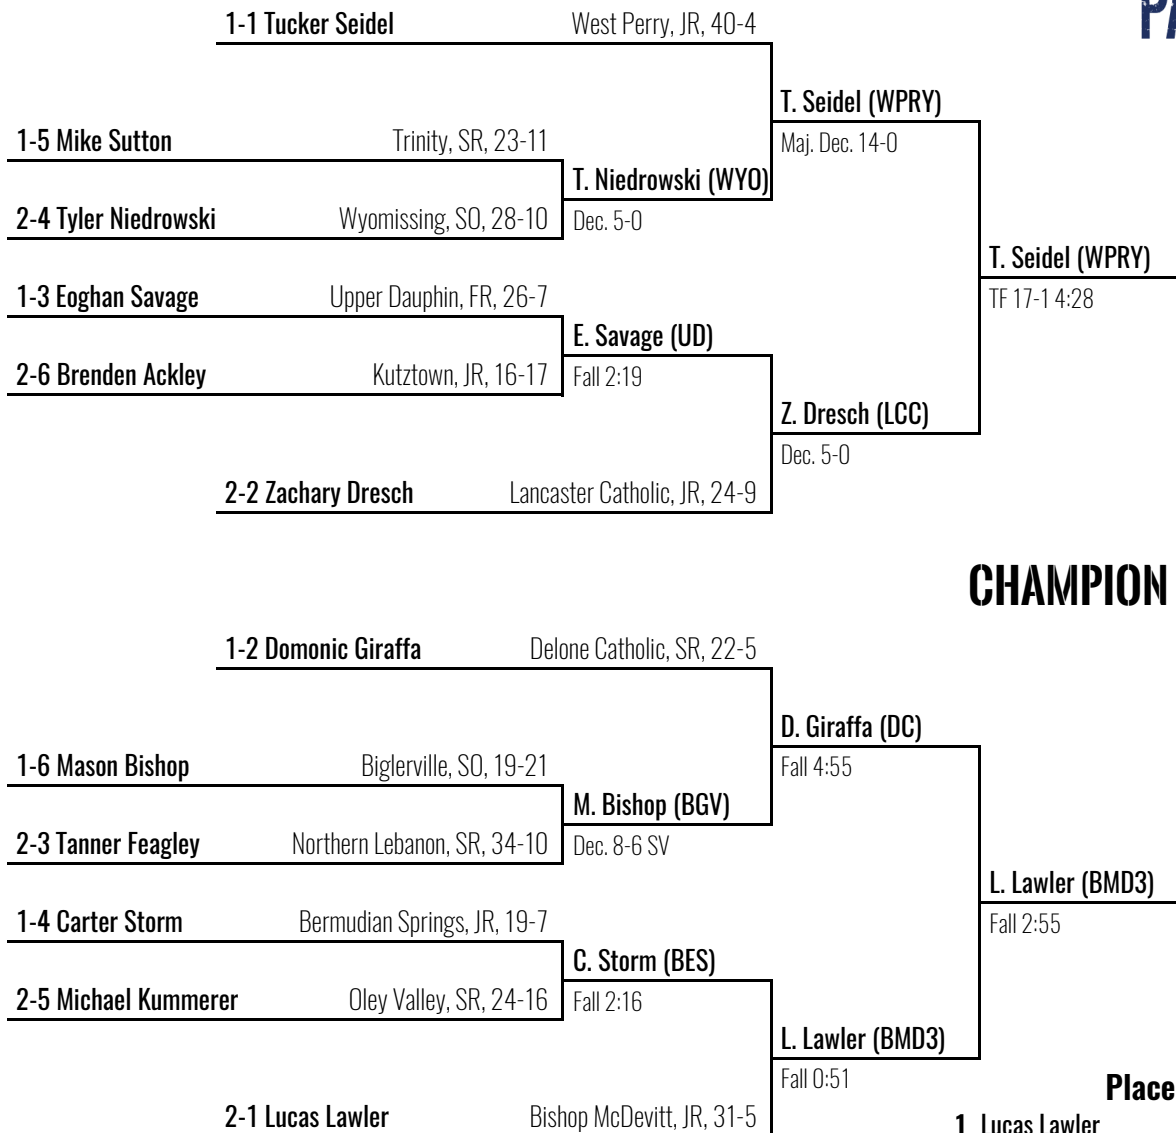 PA
1-1 Tucker Seidel West Perry, JR, 40-4
T. Seidel (WPRY)
Maj. Dec. 14-0
1-5 Mike Sutton Trinity, SR, 23-11
T. Niedrowski (WYO)
Dec. 5-0
2-4 Tyler Niedrowski Wyomissing, SO, 28-10
T. Seidel (WPRY)
TF 17-1 4:28
1-3 Eoghan Savage Upper Dauphin, FR, 26-7
E. Savage (UD)
Fall 2:19
2-6 Brenden Ackley Kutztown, JR, 16-17
Z. Dresch (LCC)
Dec. 5-0
2-2 Zachary Dresch Lancaster Catholic, JR, 24-9
CHAMPION
1-2 Domonic Giraffa Delone Catholic, SR, 22-5
D. Giraffa (DC)
Fall 4:55
1-6 Mason Bishop Biglerville, SO, 19-21
M. Bishop (BGV)
Dec. 8-6 SV
2-3 Tanner Feagley Northern Lebanon, SR, 34-10
L. Lawler (BMD3)
Fall 2:55
1-4 Carter Storm Bermudian Springs, JR, 19-7
C. Storm (BES)
Fall 2:16
2-5 Michael Kummerer Oley Valley, SR, 24-16
L. Lawler (BMD3)
Fall 0:51
2-1 Lucas Lawler Bishop McDevitt, JR, 31-5
Place
1 Lucas Lawler